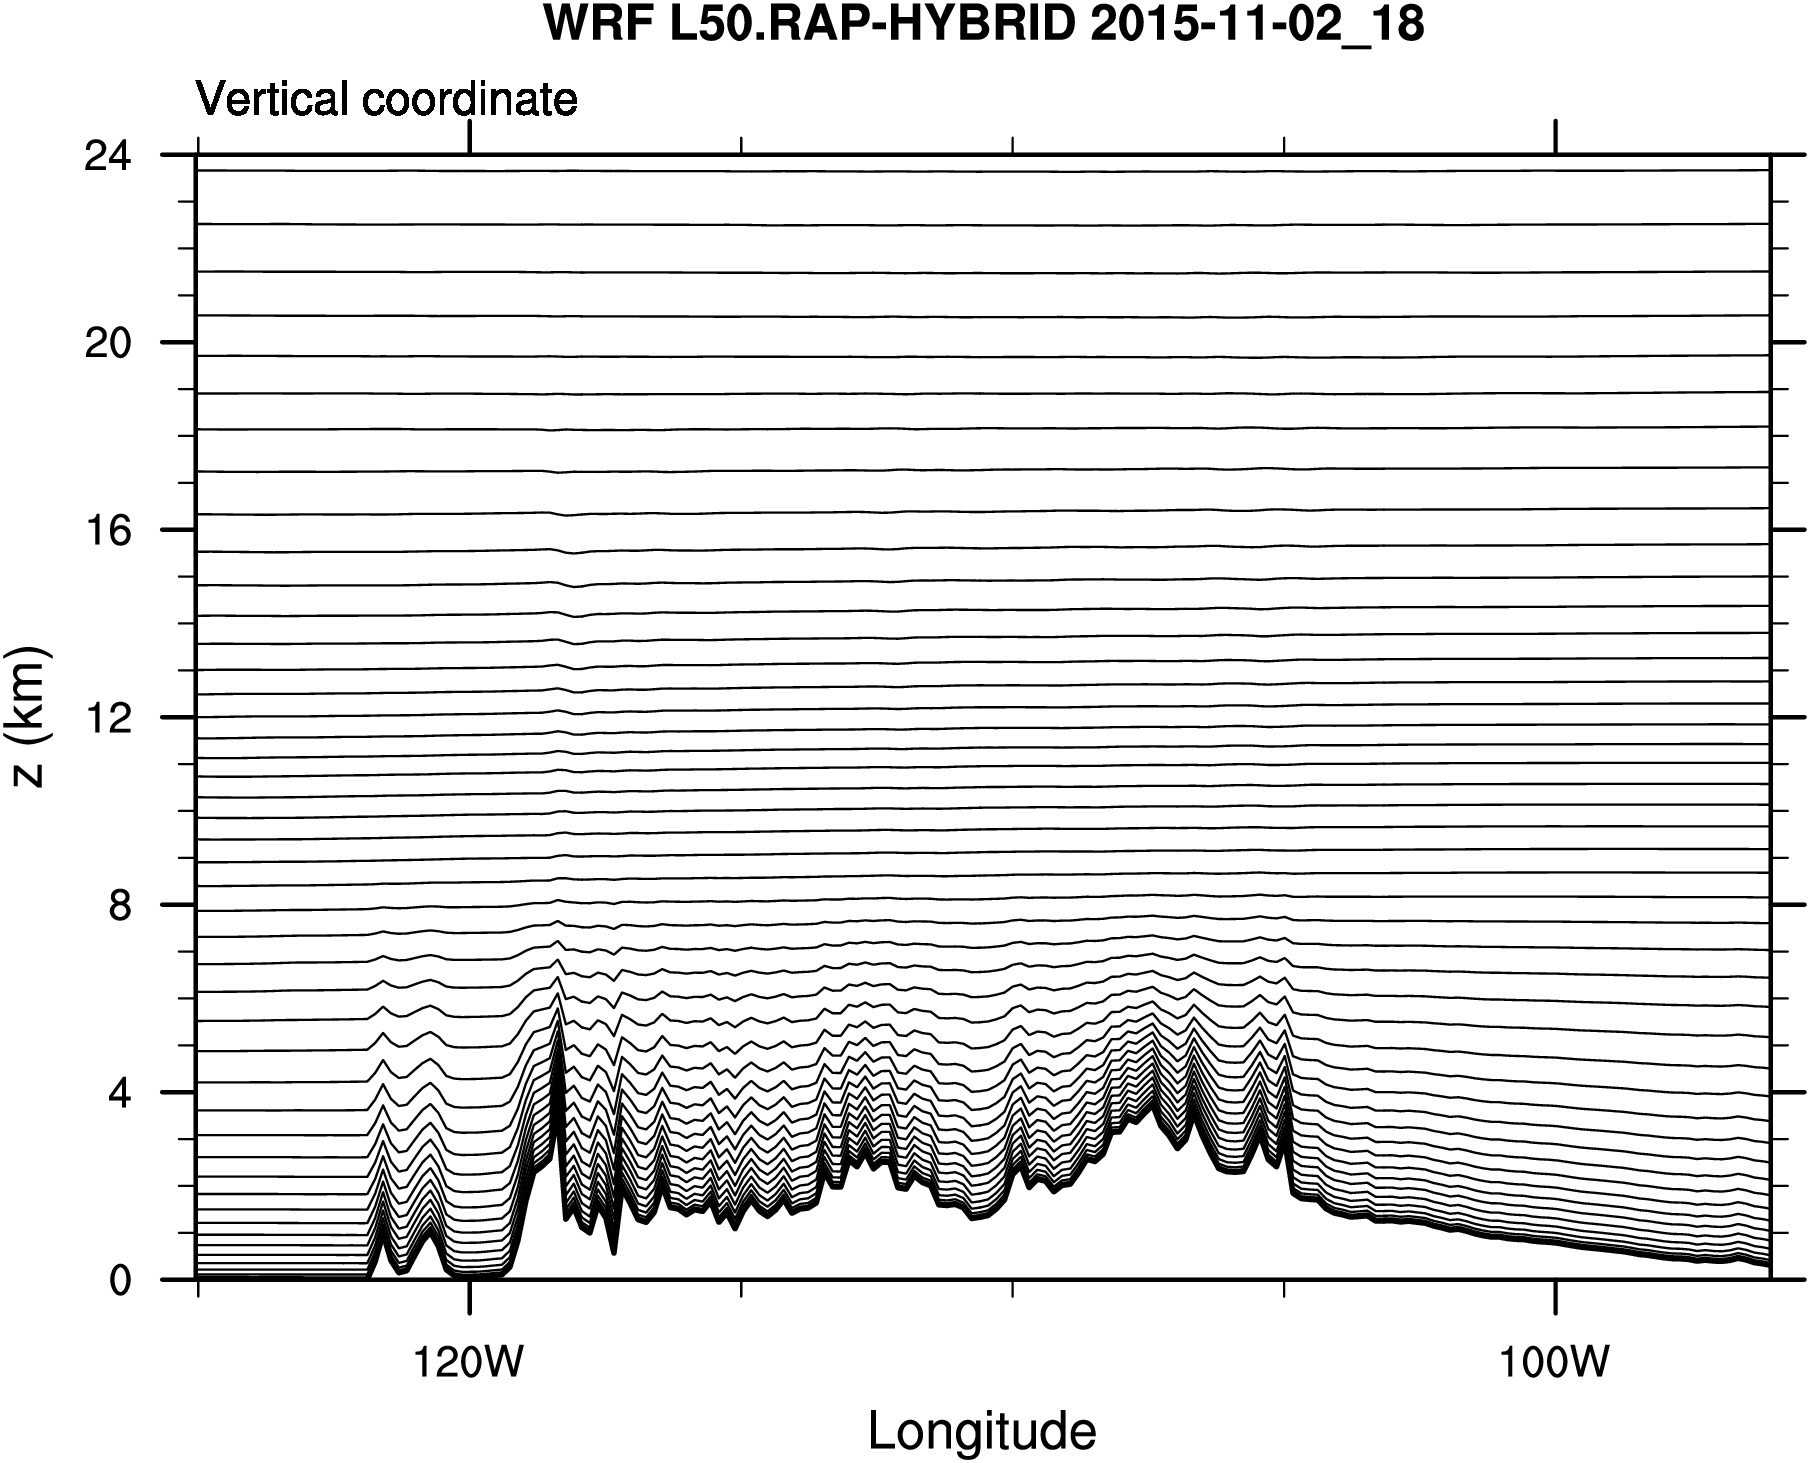 WRF L50.RAP-HYBRID 2015-11-02_18
Vertical coordinate
24
20
16
12
8
4
0
z (km)
120W 100W
Longitude